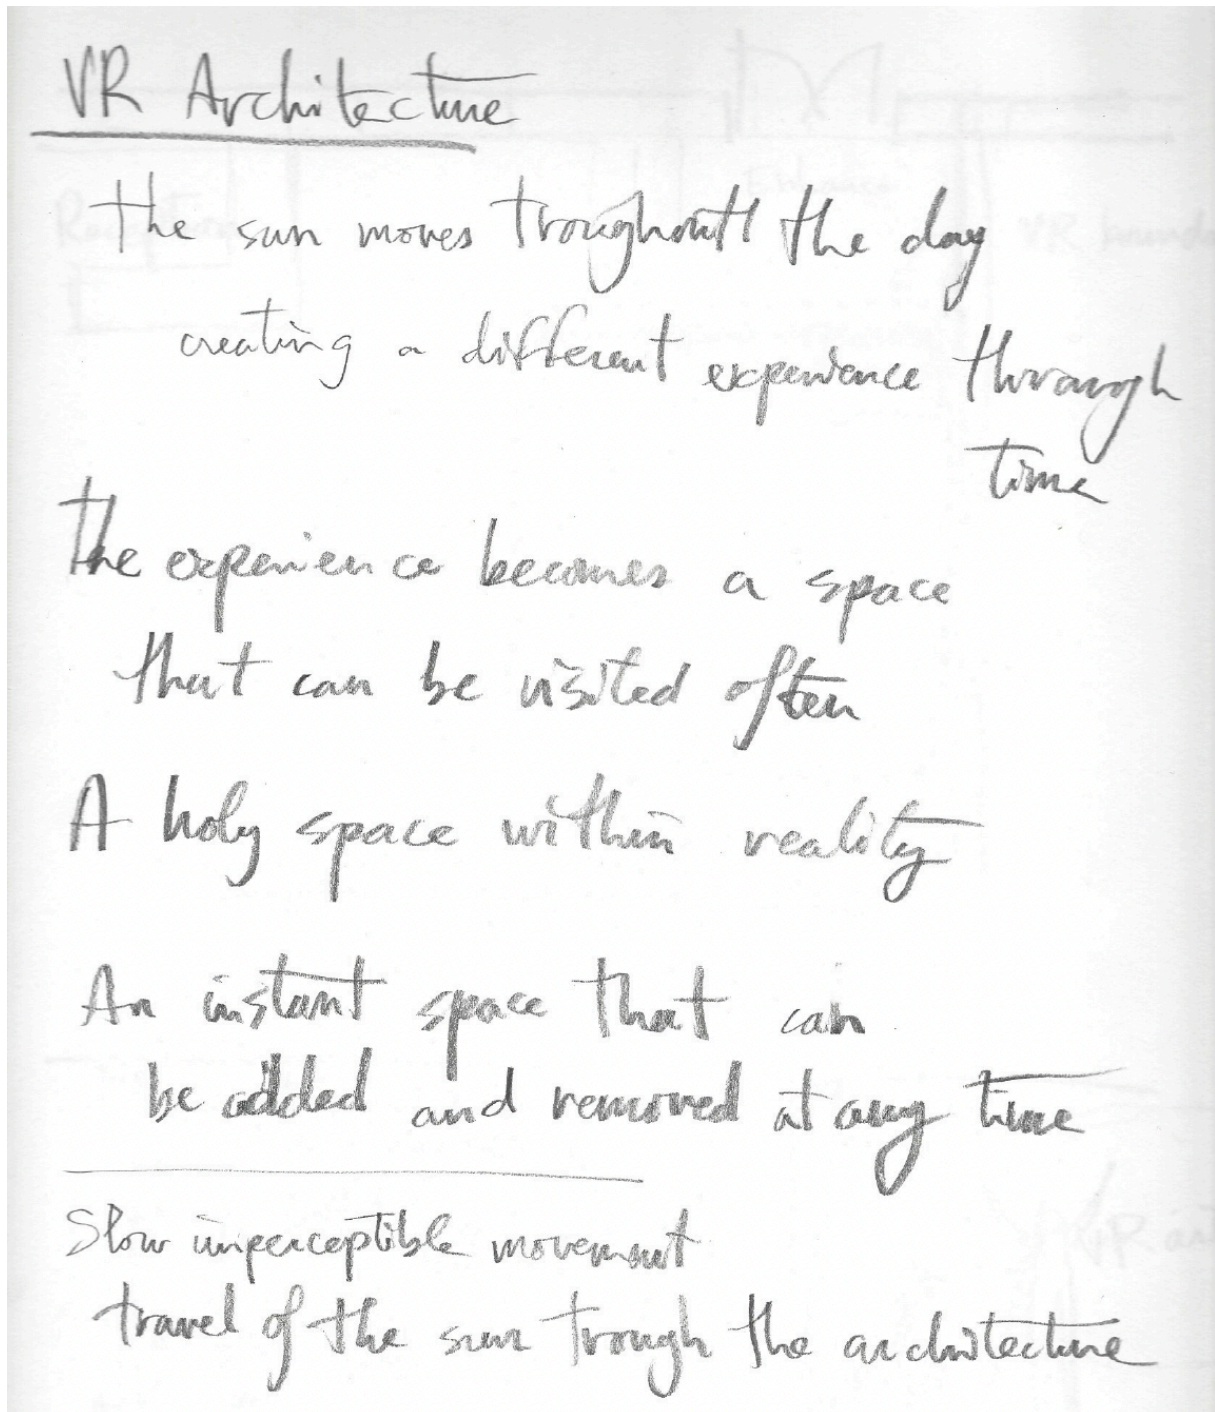 VR Architecture
the sun moves troughoutt the day
creating a different experience through
time
the experience becomes a space
that can be visited often
A holy space within reality
An instant space that can
be added and removed at any time
Slow imperceptible movement
travel of the sun trough the architecture